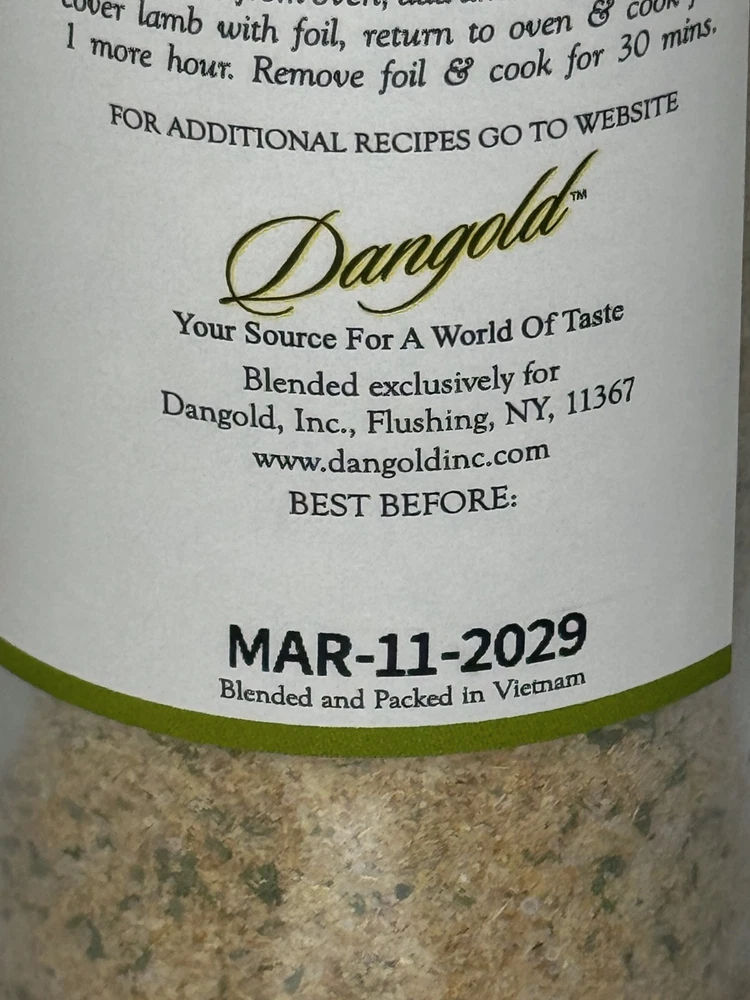 cover lamb with foil, return to oven & cook
1 more hour. Remove foil & cook for 30 mins.
FOR ADDITIONAL RECIPES GO TO WEBSITE
Dangold™
Your Source For A World Of Taste
Blended exclusively for
Dangold, Inc., Flushing, NY, 11367
www.dangoldinc.com
BEST BEFORE:
MAR-11-2029
Blended and Packed in Vietnam